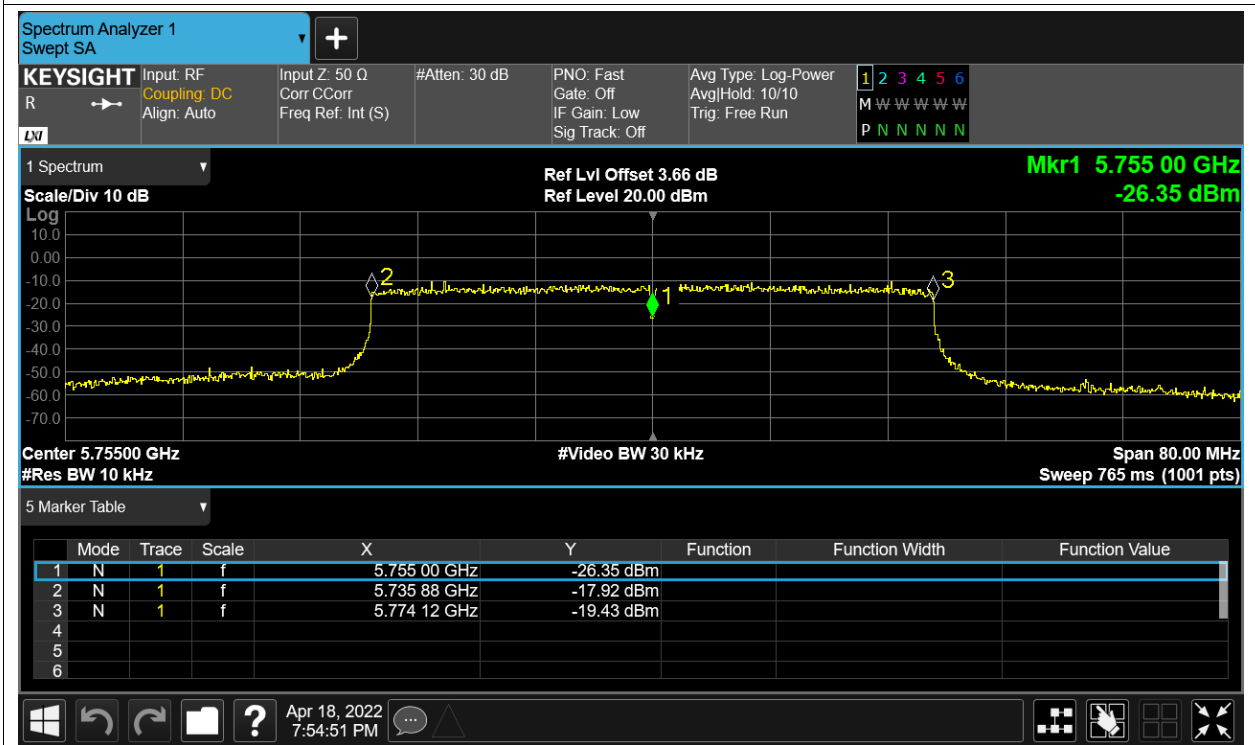 Spectrum Analyzer 1
Swept SA
KEYSIGHT
R
LXI
Input: RF
Coupling: DC
Align: Auto
Input Z: 50 Ω
Corr CCorr
Freq Ref: Int (S)
#Atten: 30 dB
PNO: Fast
Gate: Off
IF Gain: Low
Sig Track: Off
Avg Type: Log-Power
Avg|Hold: 10/10
Trig: Free Run
1 2 3 4 5 6
M W W W W W
P N N N N N
1 Spectrum
Scale/Div 10 dB
Ref Lvl Offset 3.66 dB
Ref Level 20.00 dBm
Mkr1 5.755 00 GHz
-26.35 dBm
Log
10.0
0.00
-10.0
-20.0
-30.0
-40.0
-50.0
-60.0
-70.0
2
1
3
Center 5.75500 GHz
#Res BW 10 kHz
#Video BW 30 kHz
Span 80.00 MHz
Sweep 765 ms (1001 pts)
5 Marker Table
Mode Trace Scale X Y Function Function Width Function Value
1 N 1 f 5.755 00 GHz -26.35 dBm
2 N 1 f 5.735 88 GHz -17.92 dBm
3 N 1 f 5.774 12 GHz -19.43 dBm
4
5
6
?
Apr 18, 2022
7:54:51 PM